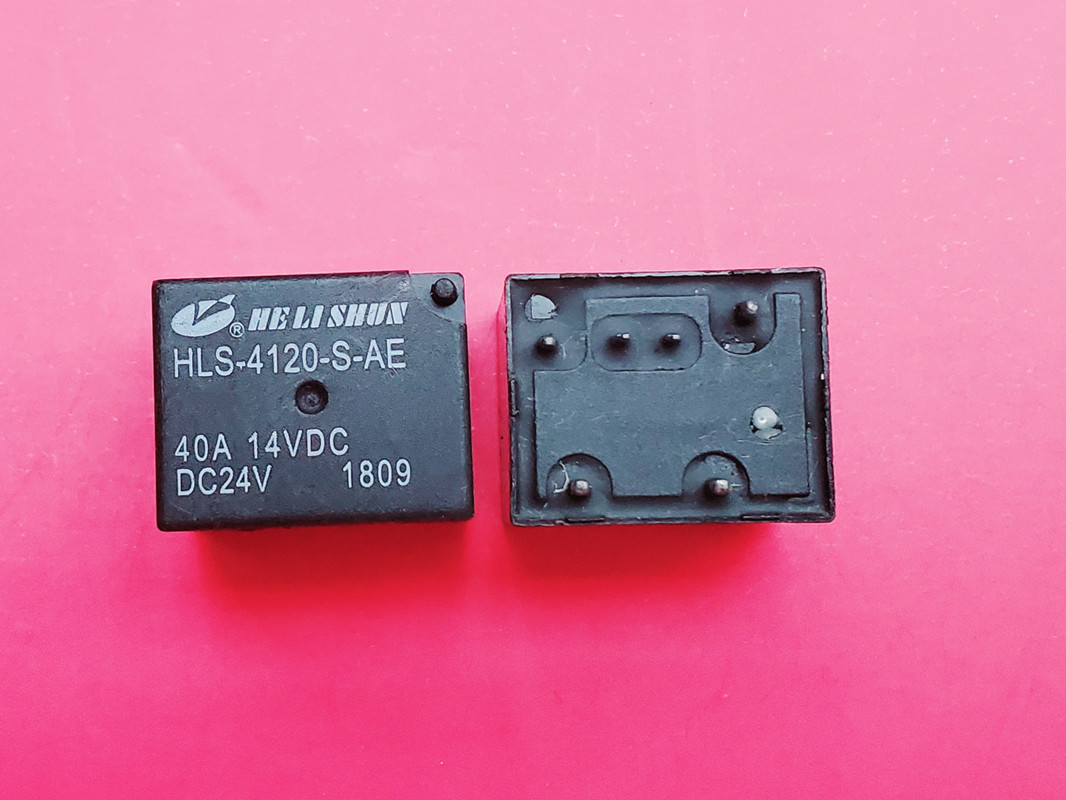 ® HELISHUN
HLS-4120-S-AE
40A 14VDC
DC24V 1809